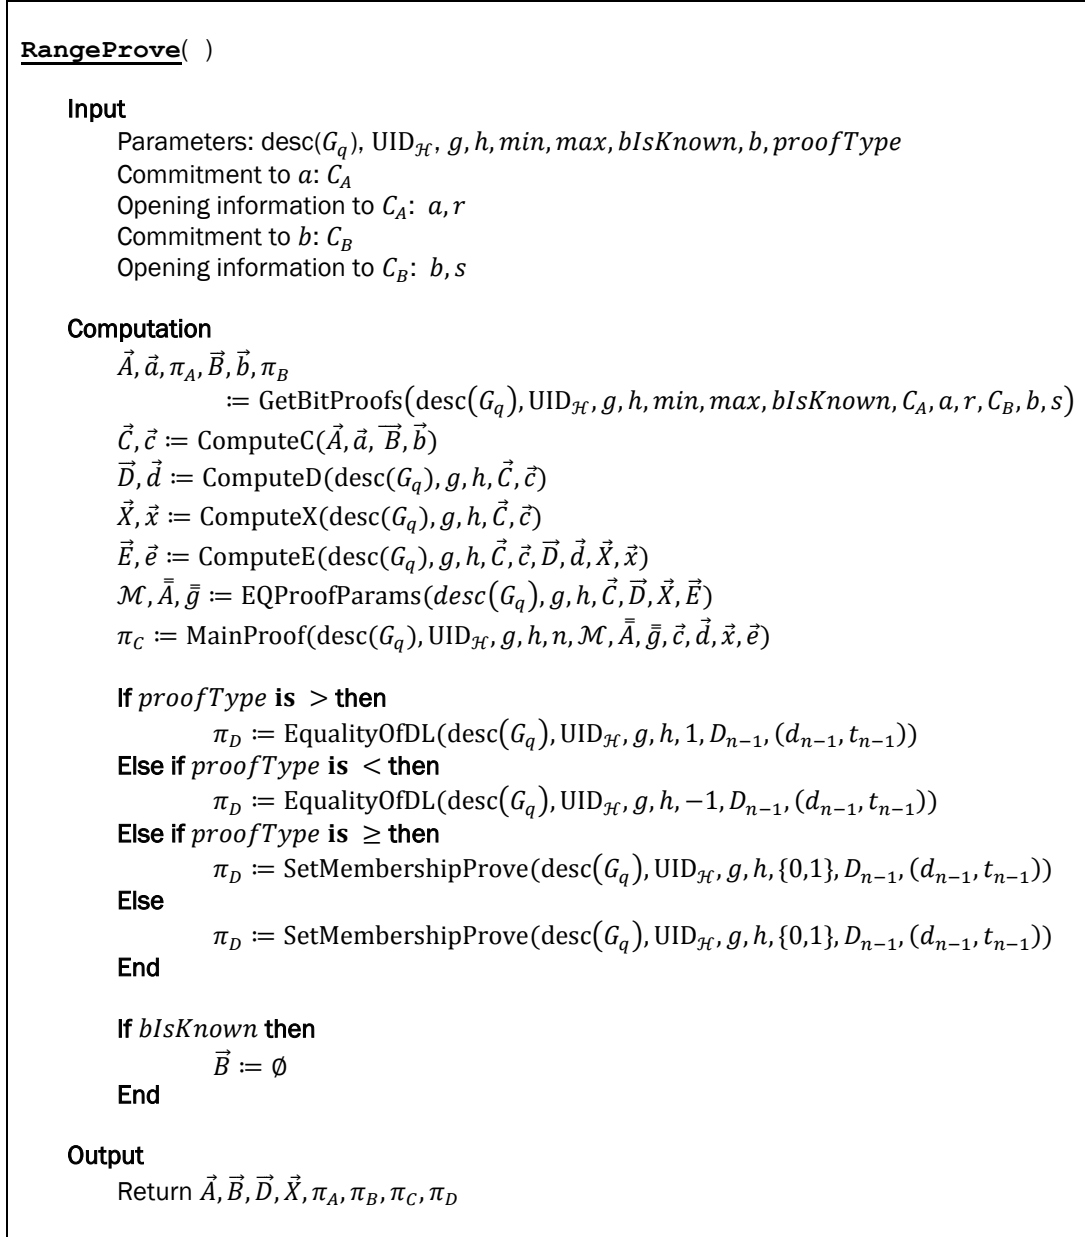 RangeProve( )
Input
Parameters: desc(G_q), UID_ℋ, g, h, min, max, bIsKnown, b, proofType
Commitment to a: C_A
Opening information to C_A: a, r
Commitment to b: C_B
Opening information to C_B: b, s
Computation
A⃗, a⃗, π_A, B⃗, b⃗, π_B
≔ GetBitProofs(desc(G_q), UID_ℋ, g, h, min, max, bIsKnown, C_A, a, r, C_B, b, s)
C⃗, c⃗ ≔ ComputeC(A⃗, a⃗, B⃗, b⃗)
D⃗, d⃗ ≔ ComputeD(desc(G_q), g, h, C⃗, c⃗)
X⃗, x⃗ ≔ ComputeX(desc(G_q), g, h, C⃗, c⃗)
E⃗, e⃗ ≔ ComputeE(desc(G_q), g, h, C⃗, c⃗, D⃗, d⃗, X⃗, x⃗)
ℳ, A̿, g̿ ≔ EQProofParams(desc(G_q), g, h, C⃗, D⃗, X⃗, E⃗)
π_C ≔ MainProof(desc(G_q), UID_ℋ, g, h, n, ℳ, A̿, g̿, c⃗, d⃗, x⃗, e⃗)
If proofType is > then
π_D ≔ EqualityOfDL(desc(G_q), UID_ℋ, g, h, 1, D_{n−1}, (d_{n−1}, t_{n−1}))
Else if proofType is < then
π_D ≔ EqualityOfDL(desc(G_q), UID_ℋ, g, h, −1, D_{n−1}, (d_{n−1}, t_{n−1}))
Else if proofType is ≥ then
π_D ≔ SetMembershipProve(desc(G_q), UID_ℋ, g, h, {0,1}, D_{n−1}, (d_{n−1}, t_{n−1}))
Else
π_D ≔ SetMembershipProve(desc(G_q), UID_ℋ, g, h, {0,1}, D_{n−1}, (d_{n−1}, t_{n−1}))
End
If bIsKnown then
B⃗ ≔ ∅
End
Output
Return A⃗, B⃗, D⃗, X⃗, π_A, π_B, π_C, π_D